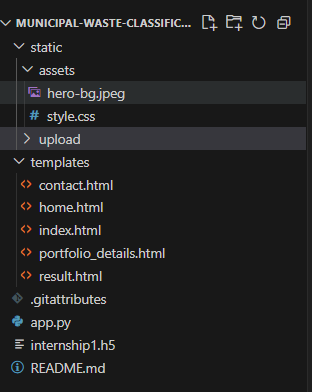 MUNICIPAL-WASTE-CLASSIFIC...
static
assets
hero-bg.jpeg
# style.css
upload
templates
<> contact.html
<> home.html
<> index.html
<> portfolio_details.html
<> result.html
.gitattributes
app.py
internship1.h5
README.md